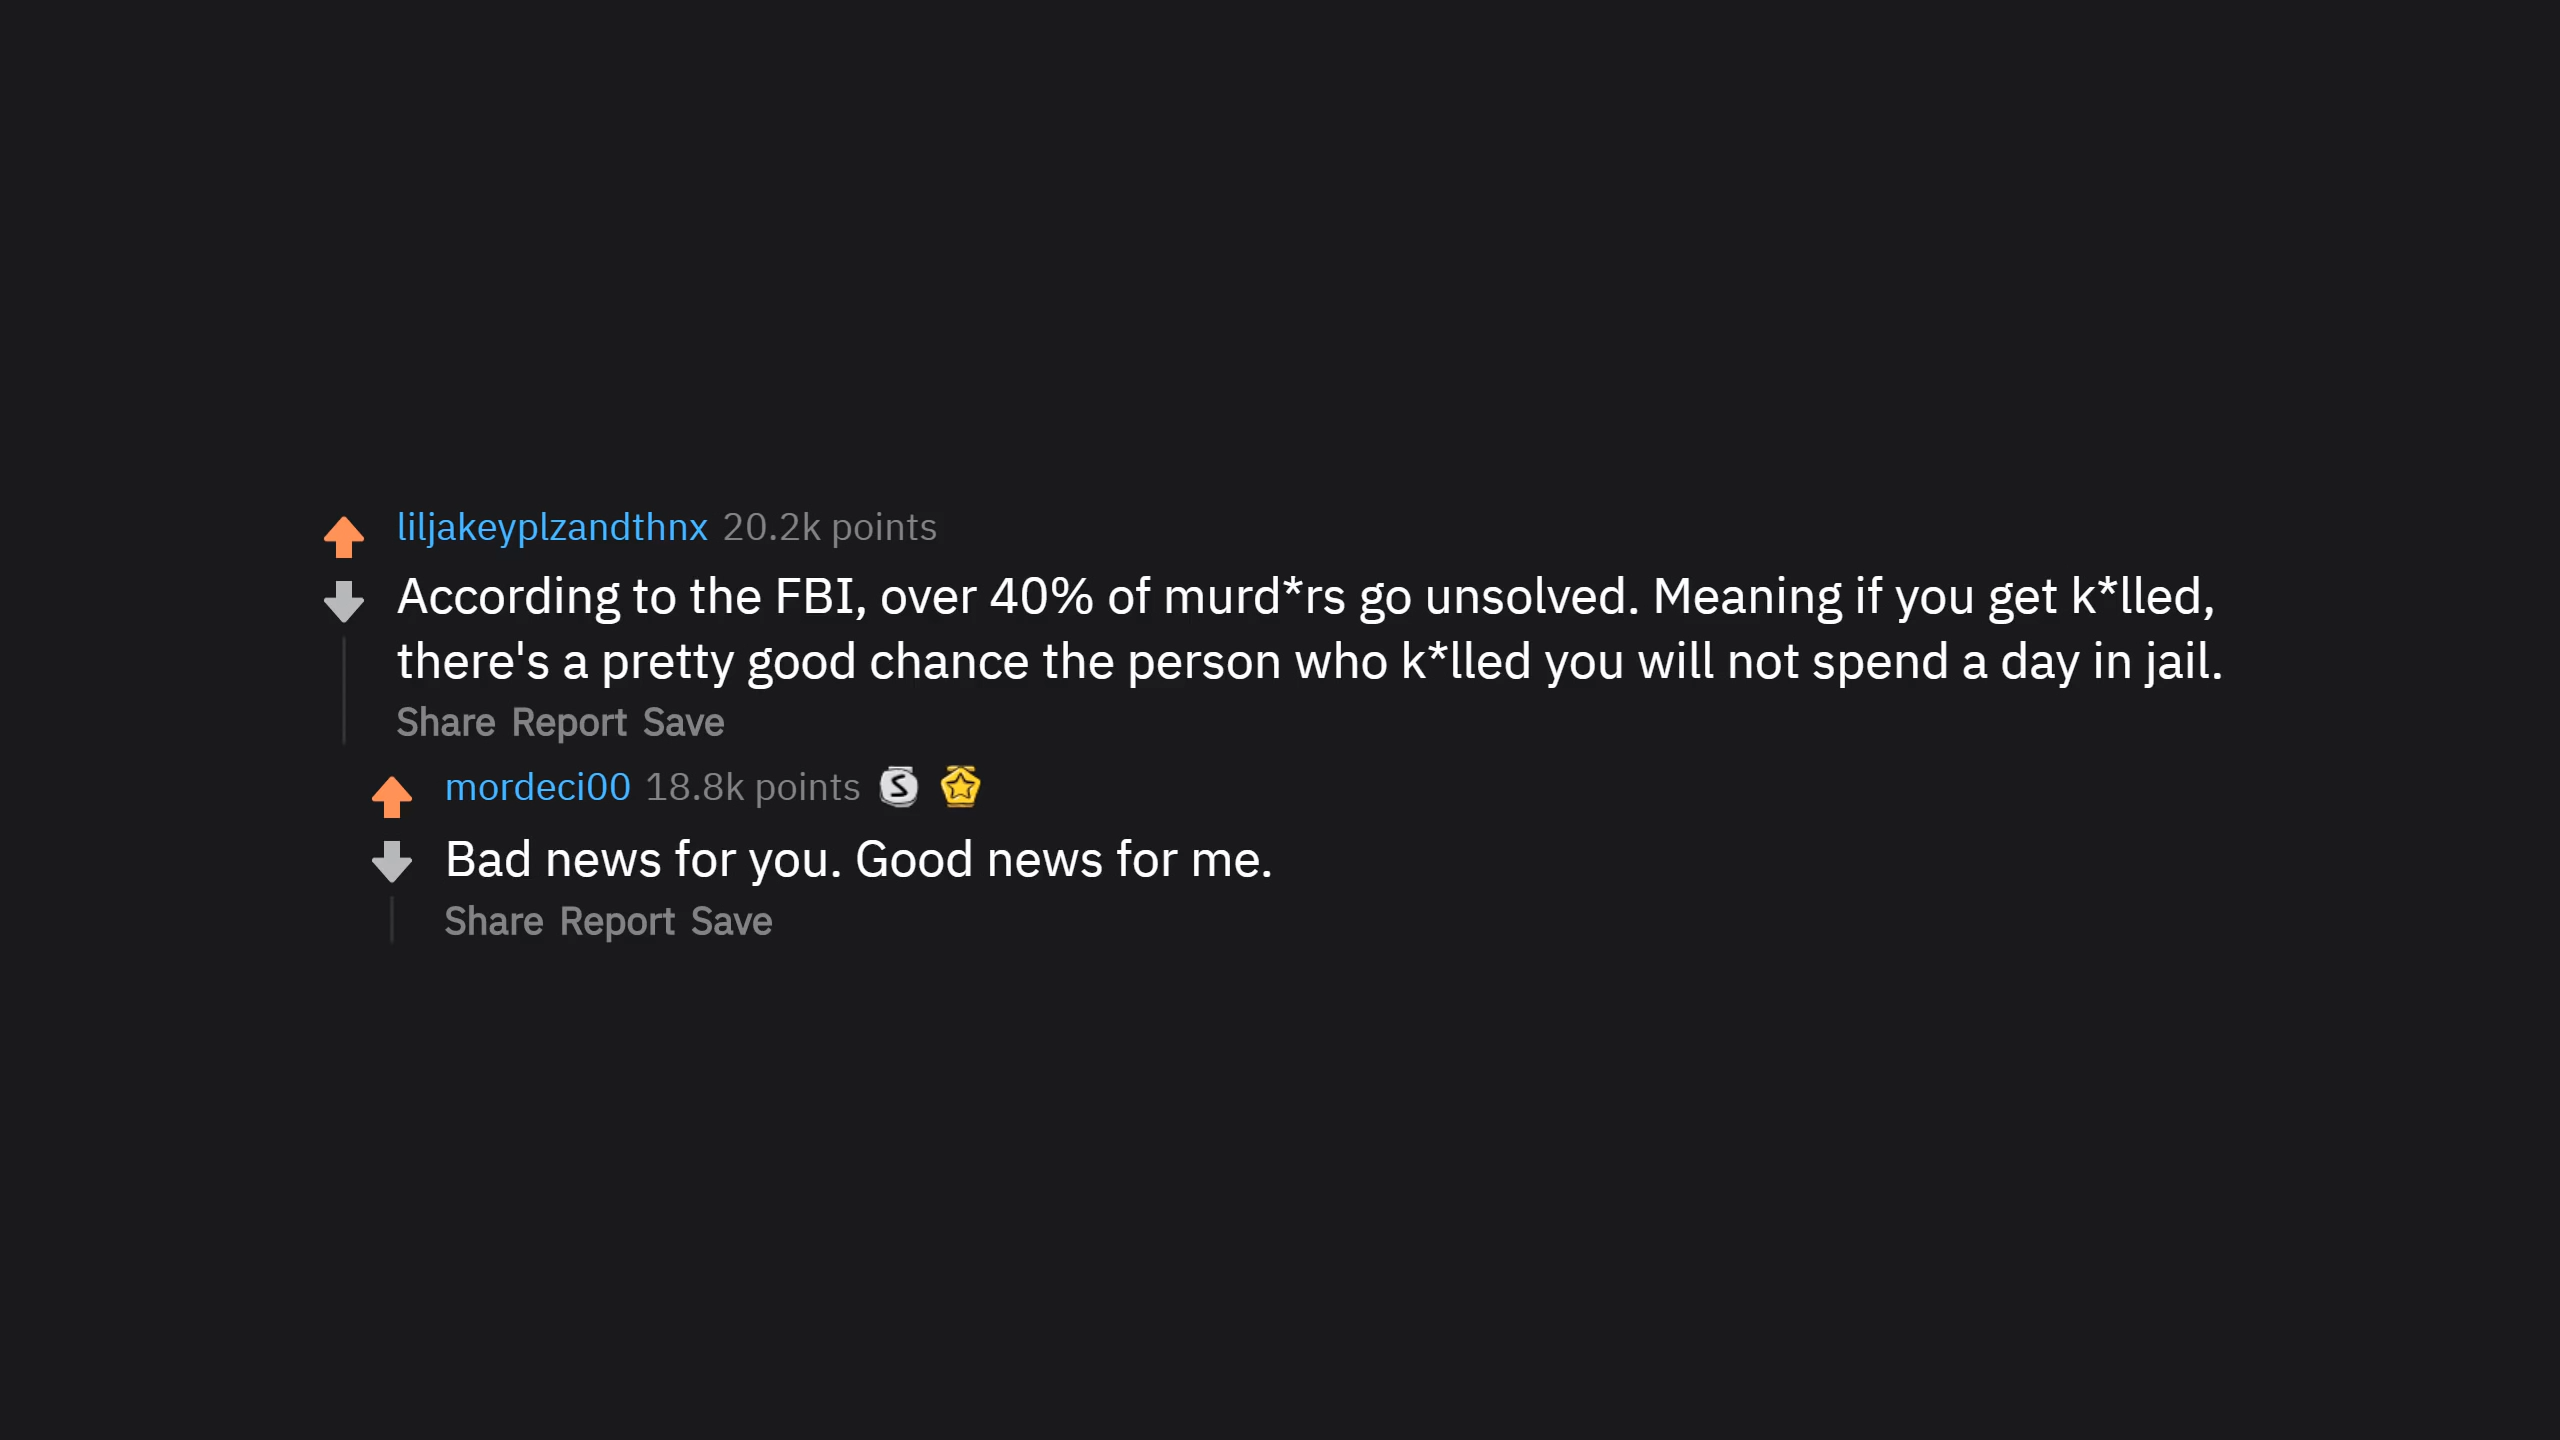 liljakeyplzandthnx 20.2k points
According to the FBI, over 40% of murd*rs go unsolved. Meaning if you get k*lled,
there's a pretty good chance the person who k*lled you will not spend a day in jail.
Share Report Save
mordeci00 18.8k points S
Bad news for you. Good news for me.
Share Report Save